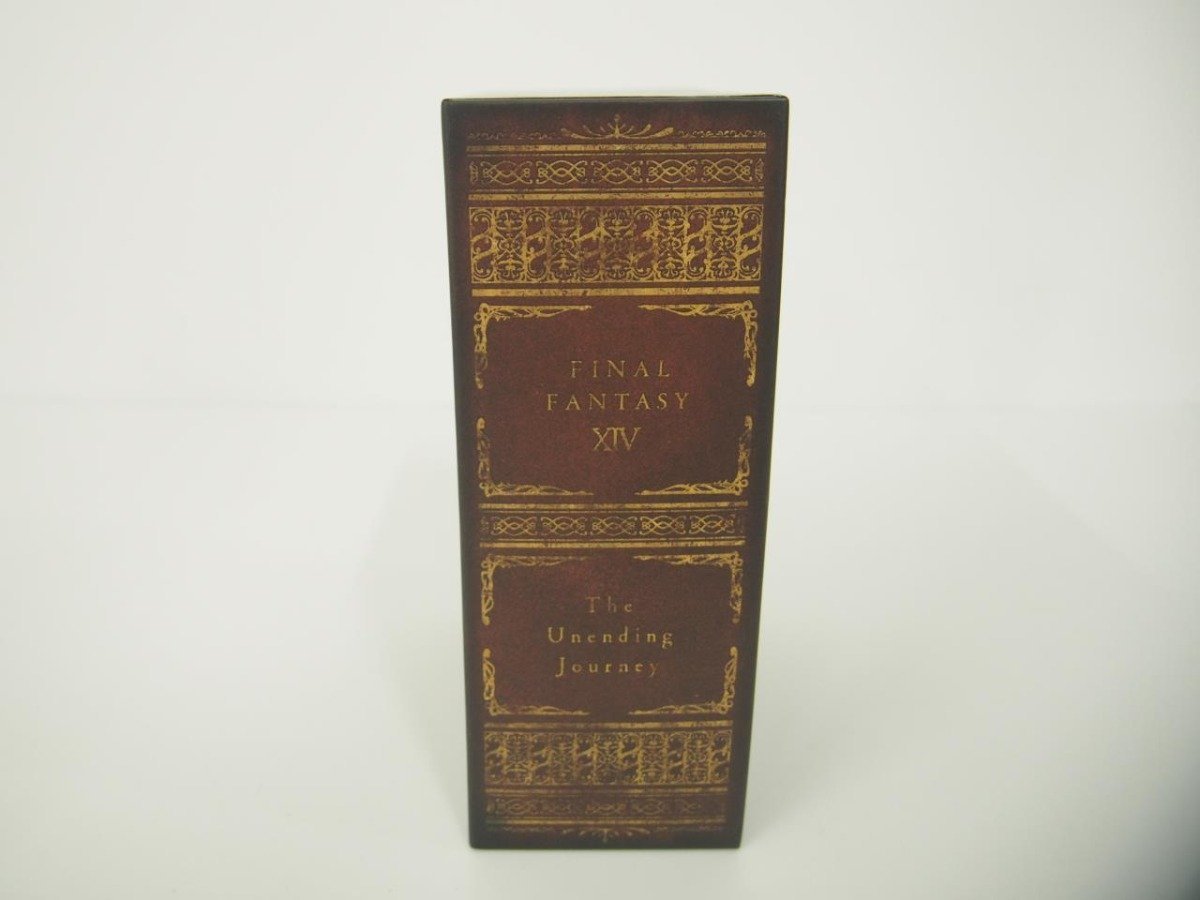 FINAL
FANTASY
XIV
The
Unending
Journey